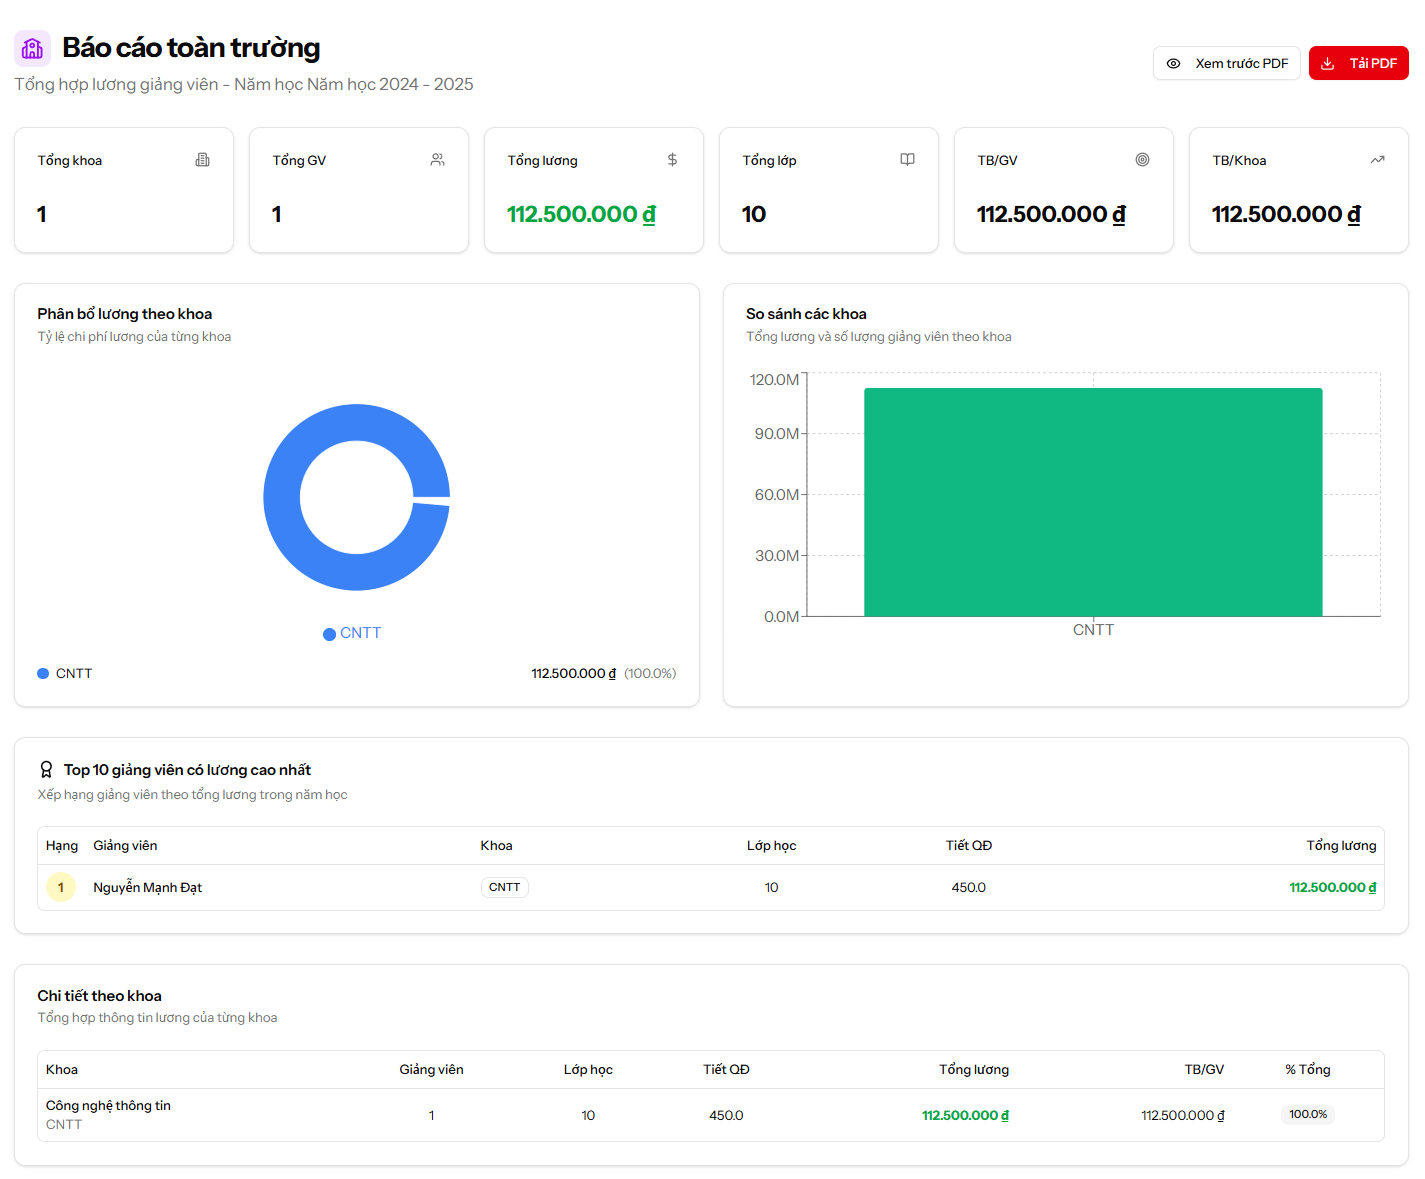 Báo cáo toàn trường
Tổng hợp lương giảng viên - Năm học Năm học 2024 - 2025
Xem trước PDF
Tải PDF
Tổng khoa
1
Tổng GV
1
Tổng lương
112.500.000 ₫
Tổng lớp
10
TB/GV
112.500.000 ₫
TB/Khoa
112.500.000 ₫
Phân bổ lương theo khoa
Tỷ lệ chi phí lương của từng khoa
CNTT
CNTT 112.500.000 ₫ (100.0%)
So sánh các khoa
Tổng lương và số lượng giảng viên theo khoa
120.0M
90.0M
60.0M
30.0M
0.0M
CNTT
Top 10 giảng viên có lương cao nhất
Xếp hạng giảng viên theo tổng lương trong năm học
Hạng Giảng viên Khoa Lớp học Tiết QĐ Tổng lương
1 Nguyễn Mạnh Đạt CNTT 10 450.0 112.500.000 ₫
Chi tiết theo khoa
Tổng hợp thông tin lương của từng khoa
Khoa Giảng viên Lớp học Tiết QĐ Tổng lương TB/GV % Tổng
Công nghệ thông tin
CNTT
1 10 450.0 112.500.000 ₫ 112.500.000 ₫ 100.0%